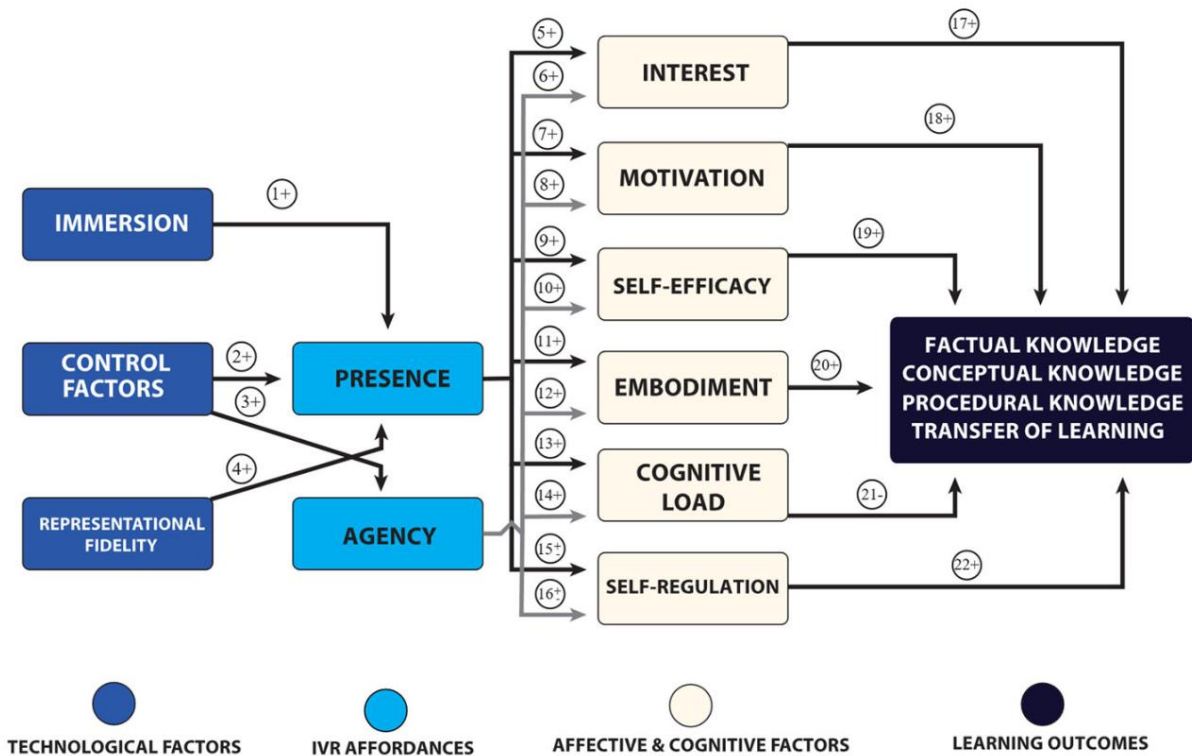 17+
5+
INTEREST
6+
18+
7+
MOTIVATION
1+
8+
IMMERSION
9+
19+
SELF-EFFICACY
10+
11+
FACTUAL KNOWLEDGE
CONTROL
FACTORS
2+
PRESENCE
EMBODIMENT
20+
CONCEPTUAL KNOWLEDGE
PROCEDURAL KNOWLEDGE
TRANSFER OF LEARNING
3+
12+
13+
4+
COGNITIVE
LOAD
14+
21-
REPRESENTATIONAL
FIDELITY
AGENCY
15±
22+
SELF-REGULATION
16±
TECHNOLOGICAL FACTORS
IVR AFFORDANCES
AFFECTIVE & COGNITIVE FACTORS
LEARNING OUTCOMES